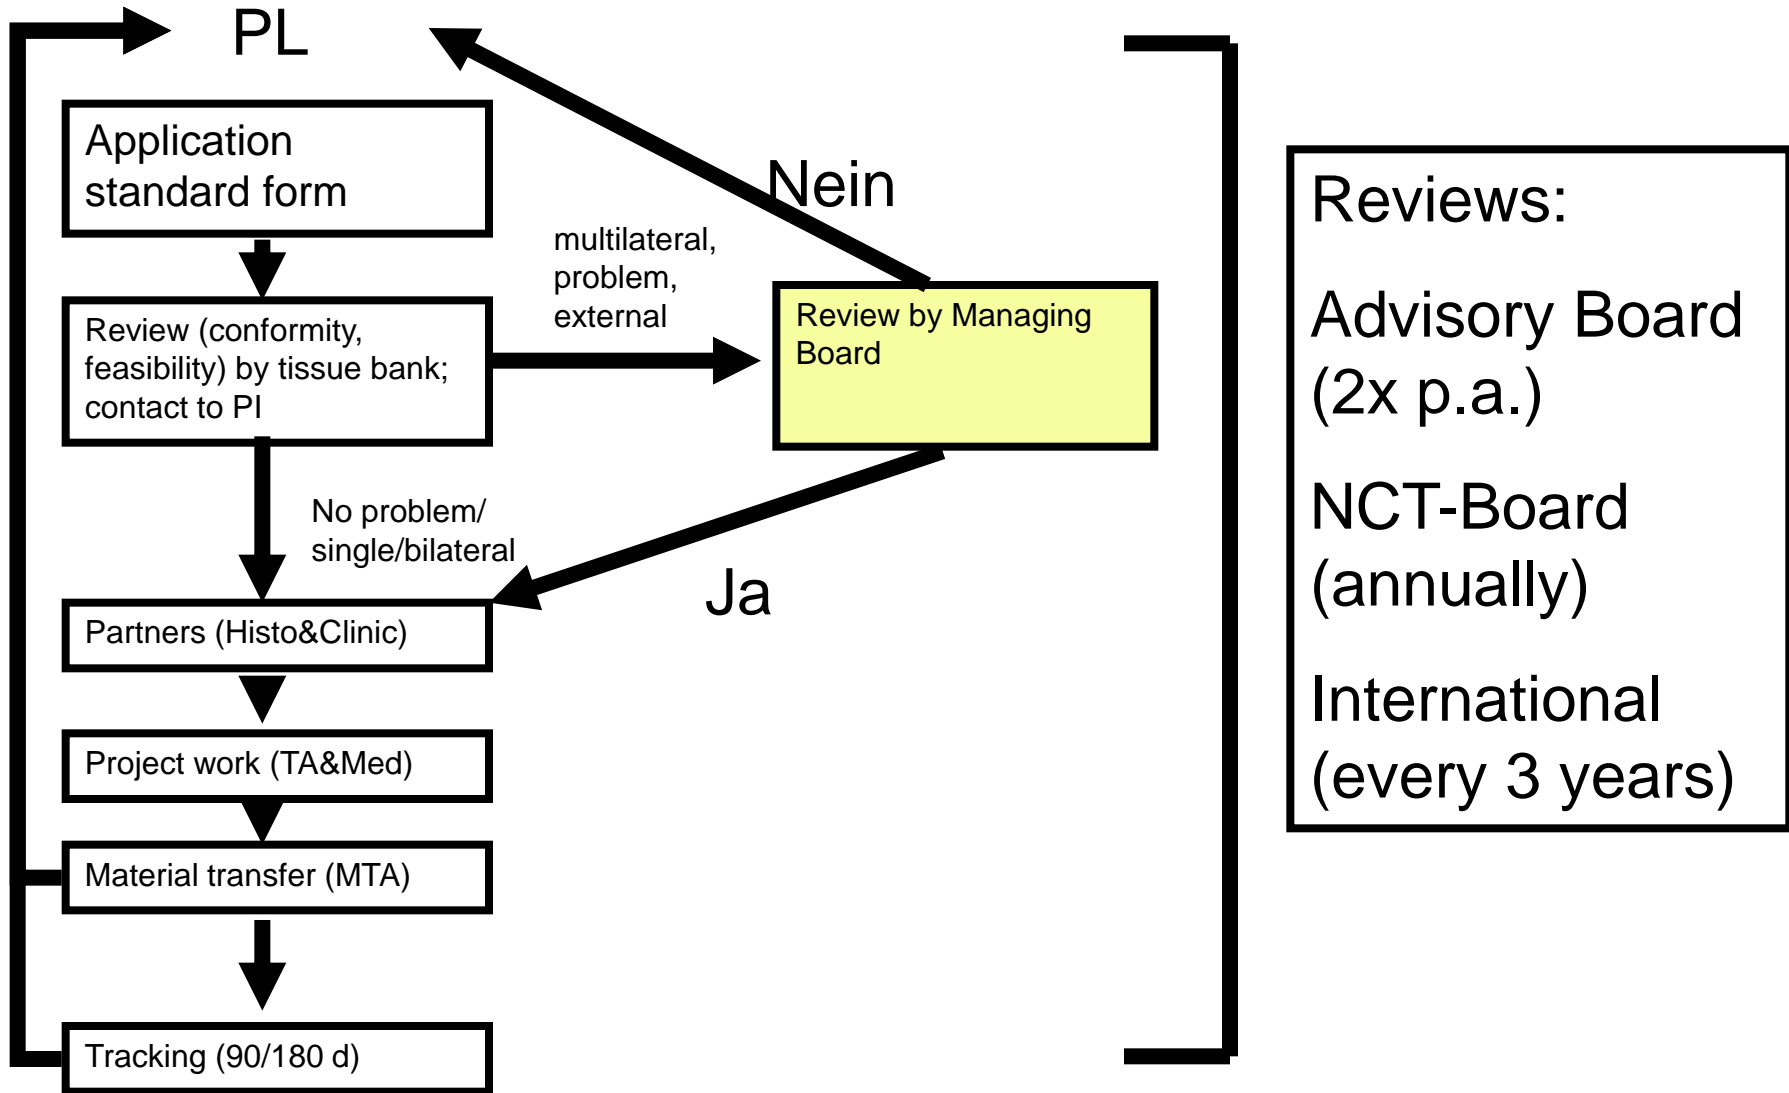 PL
Application
standard form
Nein
multilateral,
problem,
external
Review (conformity,
feasibility) by tissue bank;
contact to PI
Review by Managing
Board
No problem/
single/bilateral
Ja
Partners (Histo&Clinic)
Project work (TA&Med)
Material transfer (MTA)
Tracking (90/180 d)
Reviews:
Advisory Board
(2x p.a.)
NCT-Board
(annually)
International
(every 3 years)